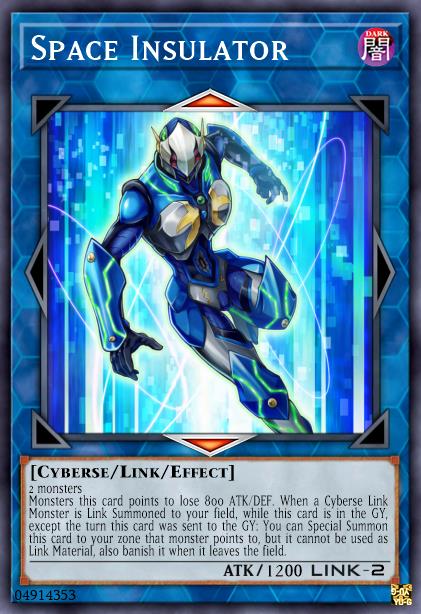 Space Insulator
DARK
闇
[Cyberse/Link/Effect]
2 monsters
Monsters this card points to lose 800 ATK/DEF. When a Cyberse Link
Monster is Link Summoned to your field, while this card is in the GY,
except the turn this card was sent to the GY: You can Special Summon
this card to your zone that monster points to, but it cannot be used as
Link Material, also banish it when it leaves the field.
ATK/1200 LINK-2
04914353